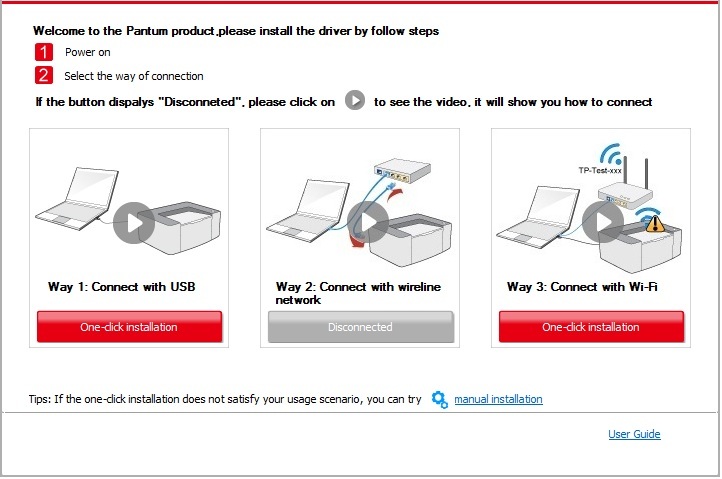 Welcome to the Pantum product,please install the driver by follow steps
1 Power on
2 Select the way of connection
If the button dispalys "Disconneted", please click on to see the video, it will show you how to connect
TP-Test-xxx
Way 1: Connect with USB
Way 2: Connect with wireline
network
Way 3: Connect with Wi-Fi
One-click installation
Disconnected
One-click installation
Tips: If the one-click installation does not satisfy your usage scenario, you can try manual installation
User Guide